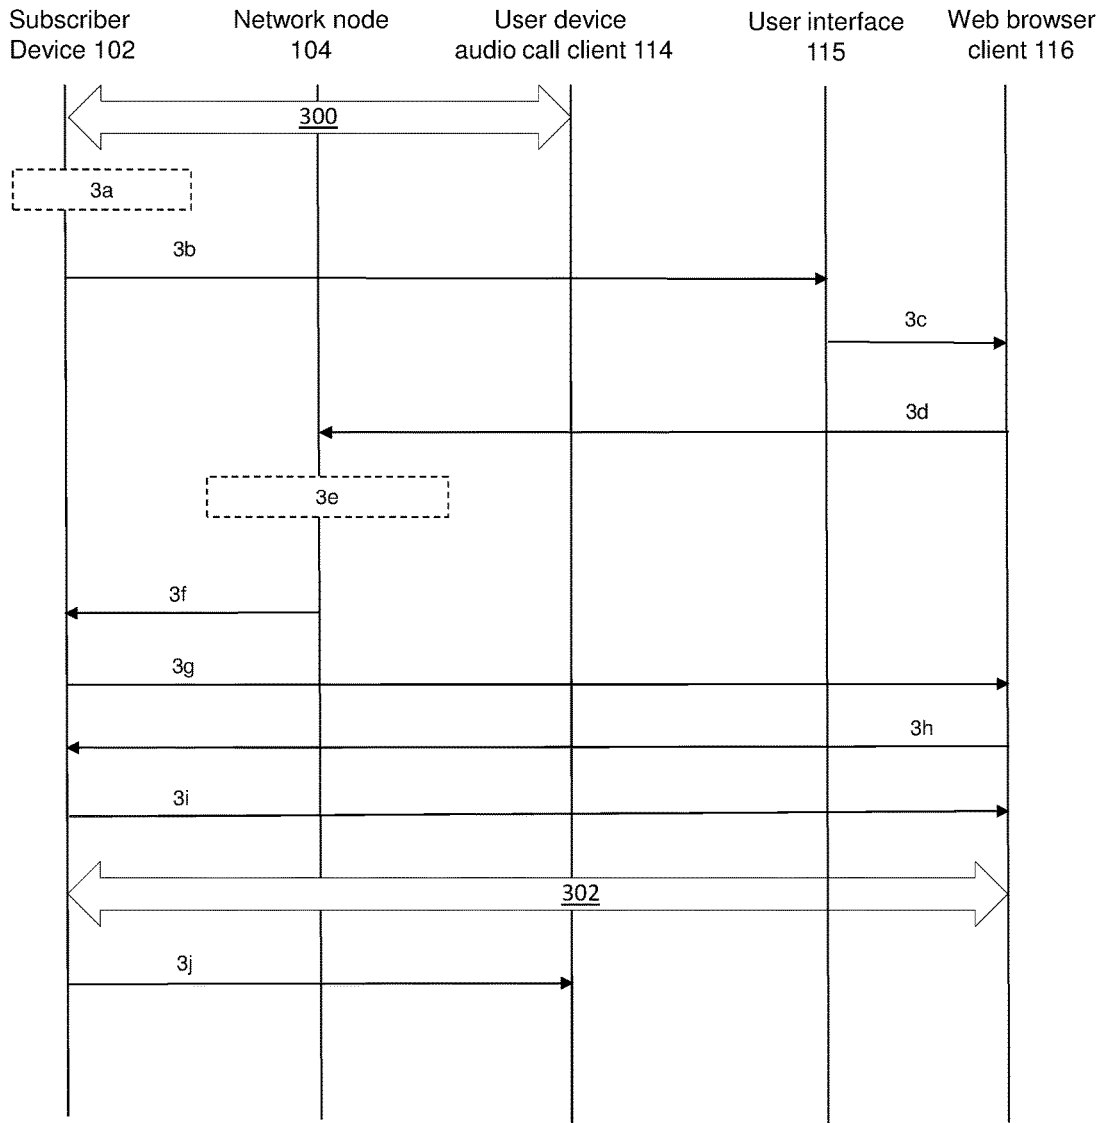 Subscriber
Device 102
Network node
104
User device
audio call client 114
User interface
115
Web browser
client 116
300
3a
3b
3c
3d
3e
3f
3g
3h
3i
302
3j